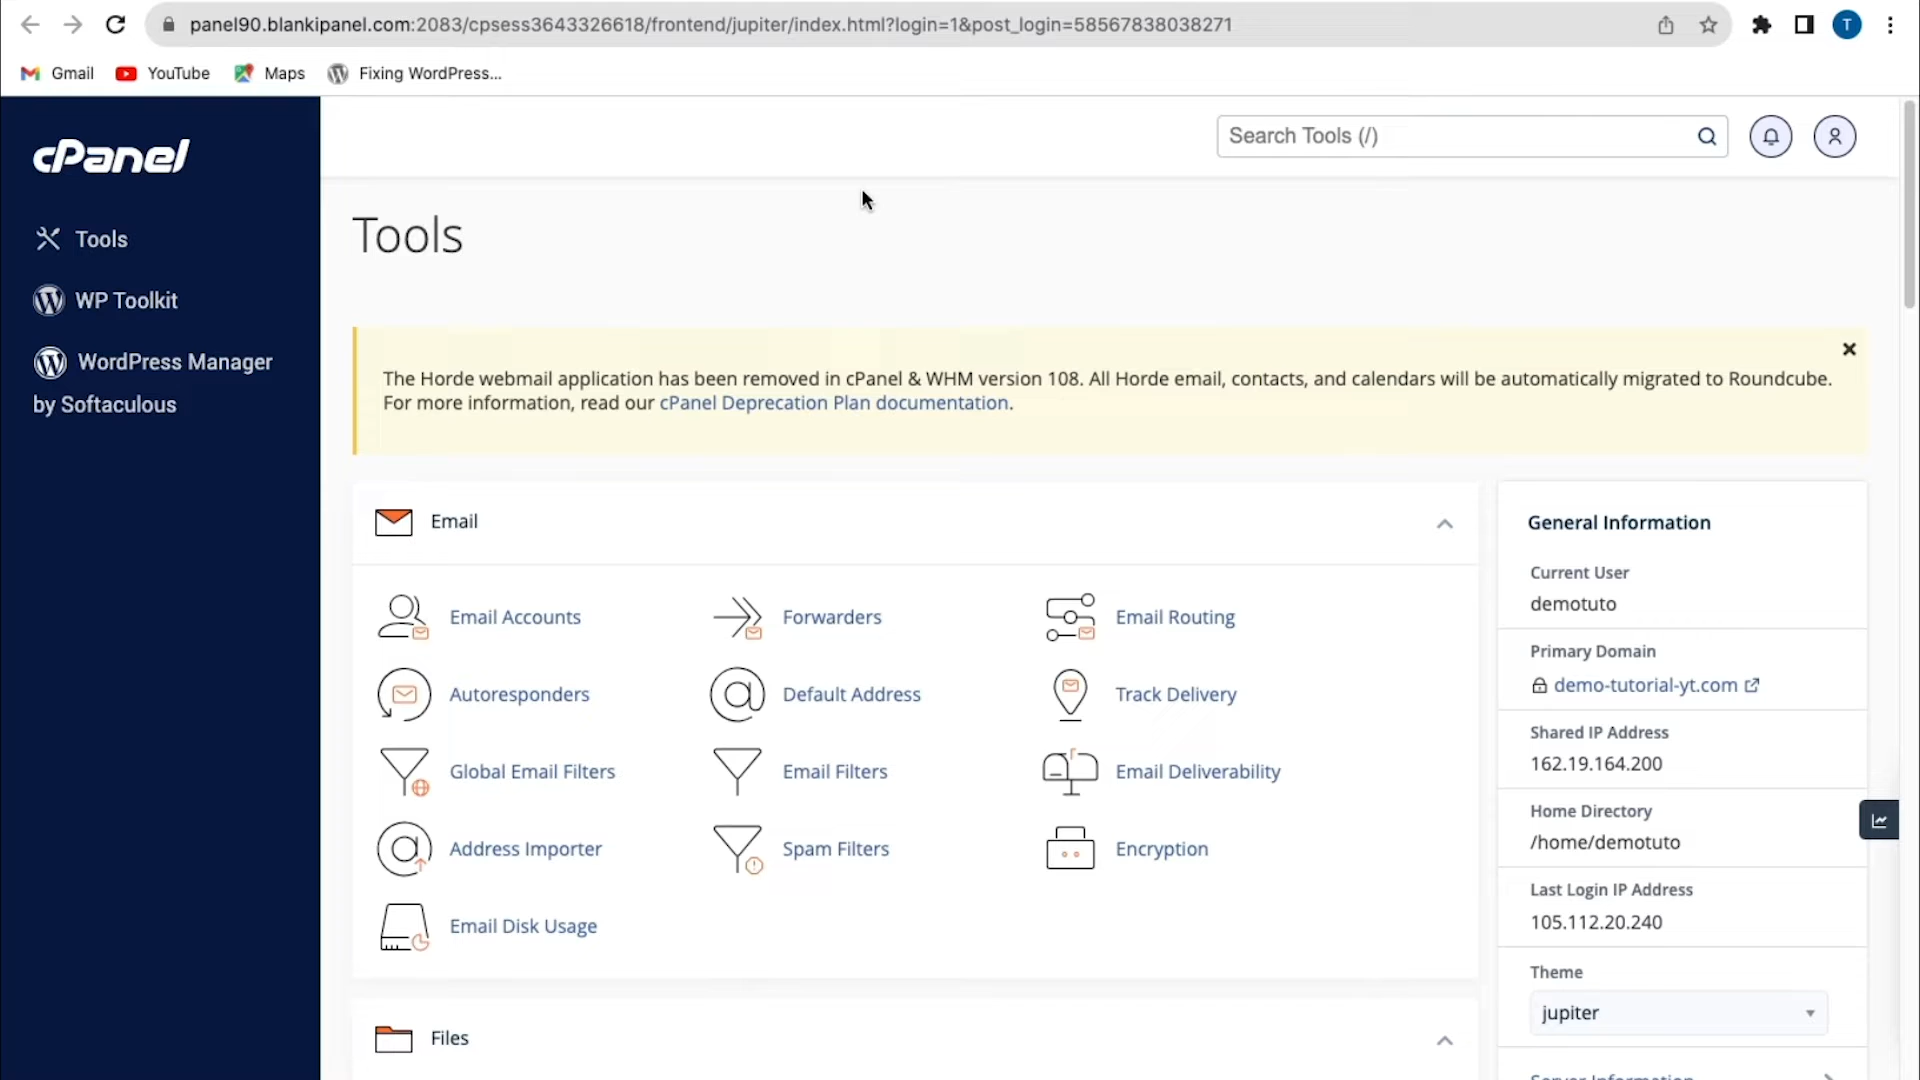 panel90.blankipanel.com:2083/cpsess3643326618/frontend/jupiter/index.html?login=1&post_login=58567838038271
T
Gmail
YouTube
Maps
Fixing WordPress...
cPanel
Search Tools (/)
Tools
WP Toolkit
WordPress Manager
by Softaculous
Tools
The Horde webmail application has been removed in cPanel & WHM version 108. All Horde email, contacts, and calendars will be automatically migrated to Roundcube.
For more information, read our cPanel Deprecation Plan documentation.
Email
Email Accounts
Forwarders
Email Routing
Autoresponders
Default Address
Track Delivery
Global Email Filters
Email Filters
Email Deliverability
Address Importer
Spam Filters
Encryption
Email Disk Usage
Files
General Information
Current User
demotuto
Primary Domain
demo-tutorial-yt.com
Shared IP Address
162.19.164.200
Home Directory
/home/demotuto
Last Login IP Address
105.112.20.240
Theme
jupiter
Server Information